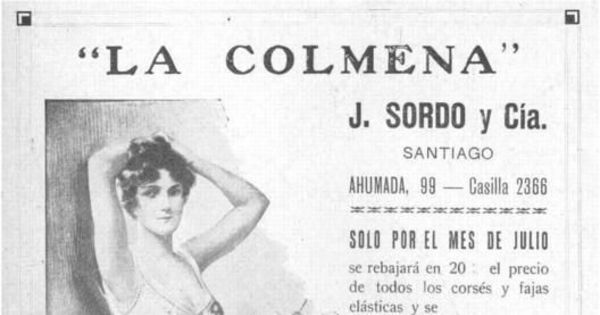 “LA COLMENA”
J. SORDO y Cía.
SANTIAGO
AHUMADA, 99 — Casilla 2366
SOLO POR EL MES DE JULIO
se rebajará en 20 : el precio
de todos los corsés y fajas
elásticas y se